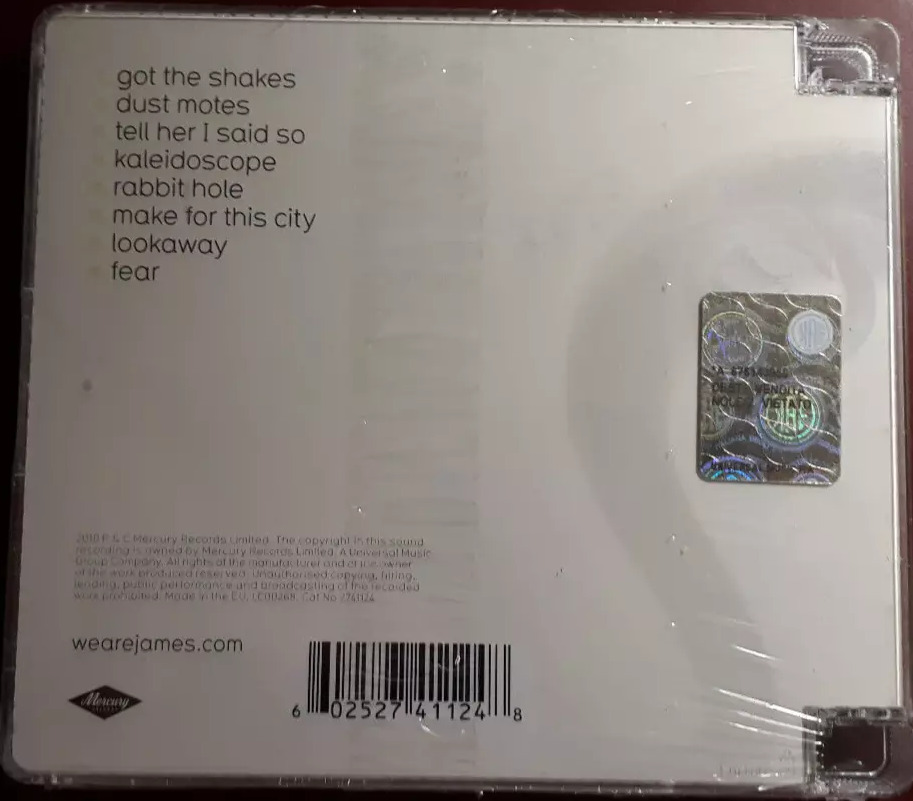 got the shakes
dust motes
tell her I said so
kaleidoscope
rabbit hole
make for this city
lookaway
fear
2010 P & C Mercury Records Limited. The copyright in this sound
recording is owned by Mercury Records Limited. A Universal Music
Group Company. All rights of the manufacturer and of the owner
of the work produced reserved. Unauthorised copying, hiring,
lending, public performance and broadcasting of the recorded
work prohibited. Made in the EU. LC00268. Cat No 2741124
wearejames.com
Mercury
RECORDS
6 02527 41124 8
VENDITA
VIETATO